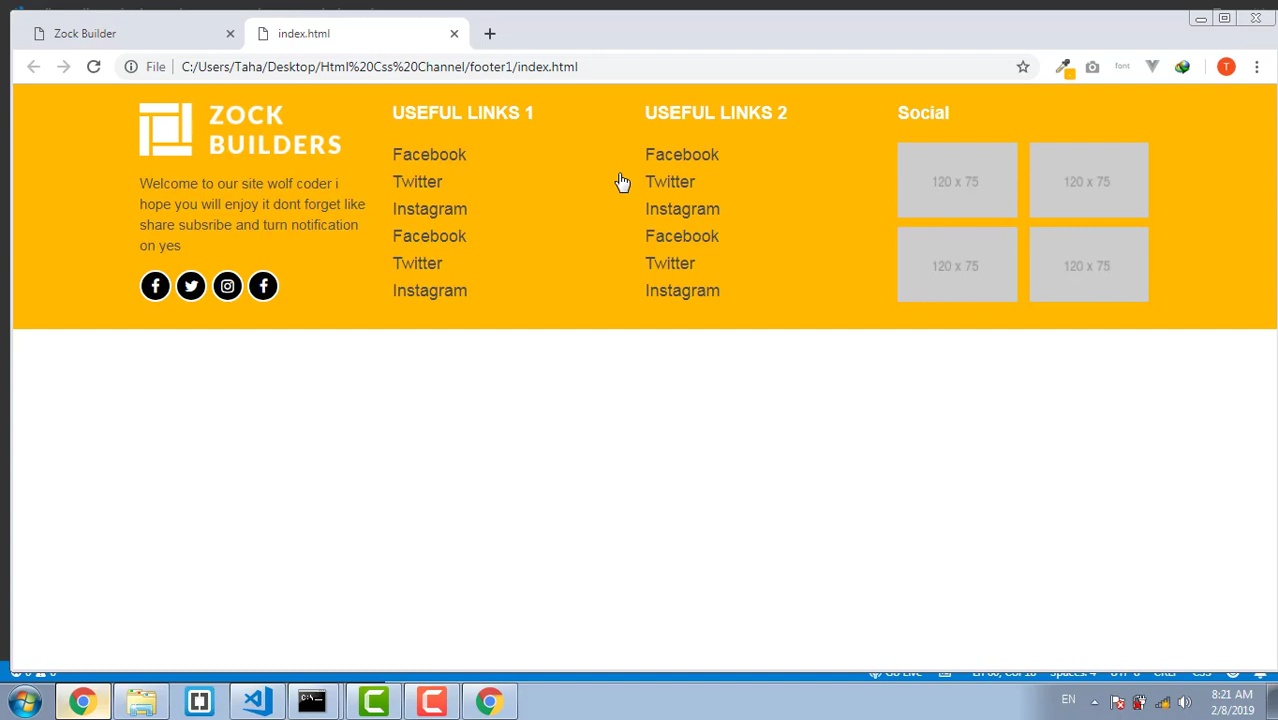 Zock Builder
index.html
File
C:/Users/Taha/Desktop/Html%20Css%20Channel/footer1/index.html
font
T
ZOCK
BUILDERS
Welcome to our site wolf coder i
hope you will enjoy it dont forget like
share subsribe and turn notification
on yes
USEFUL LINKS 1
Facebook
Twitter
Instagram
Facebook
Twitter
Instagram
USEFUL LINKS 2
Facebook
Twitter
Instagram
Facebook
Twitter
Instagram
Social
120 x 75
120 x 75
120 x 75
120 x 75
EN
8:21 AM
2/8/2019